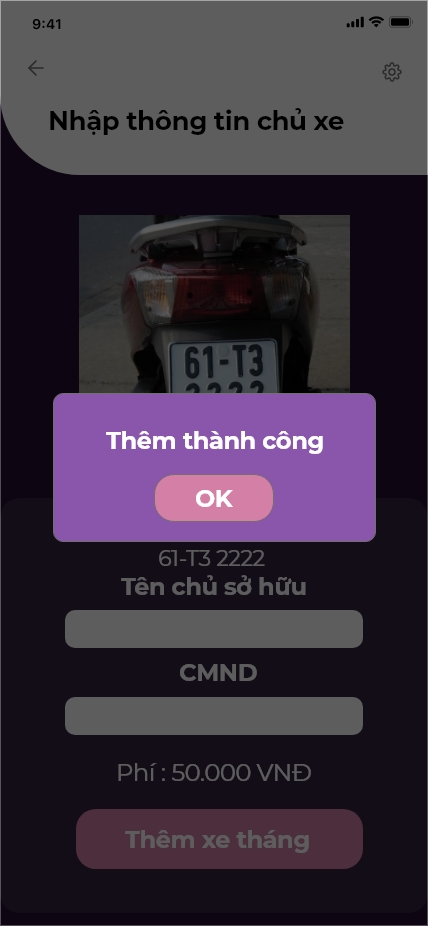 9:41
Nhập thông tin chủ xe
61-T3
Thêm thành công
OK
61-T3 2222
Tên chủ sở hữu
CMND
Phí : 50.000 VNĐ
Thêm xe tháng